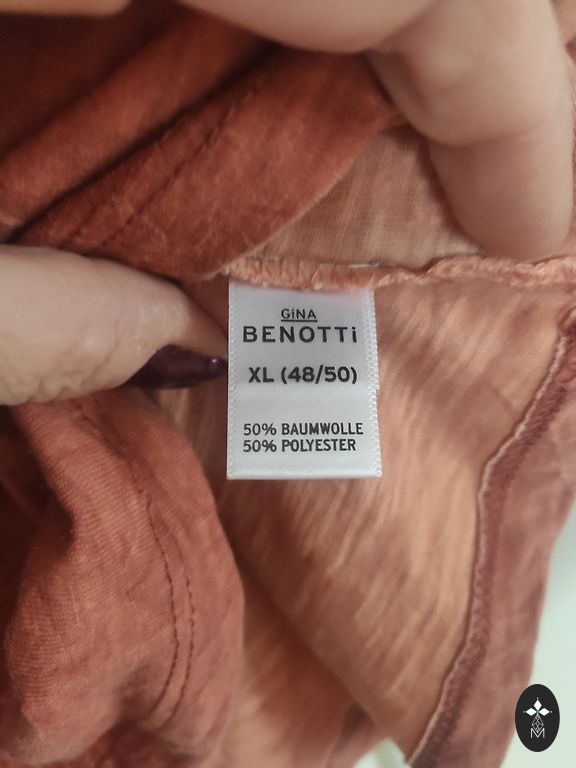 GiNA
BENOTTi
XL (48/50)
50% BAUMWOLLE
50% POLYESTER
M